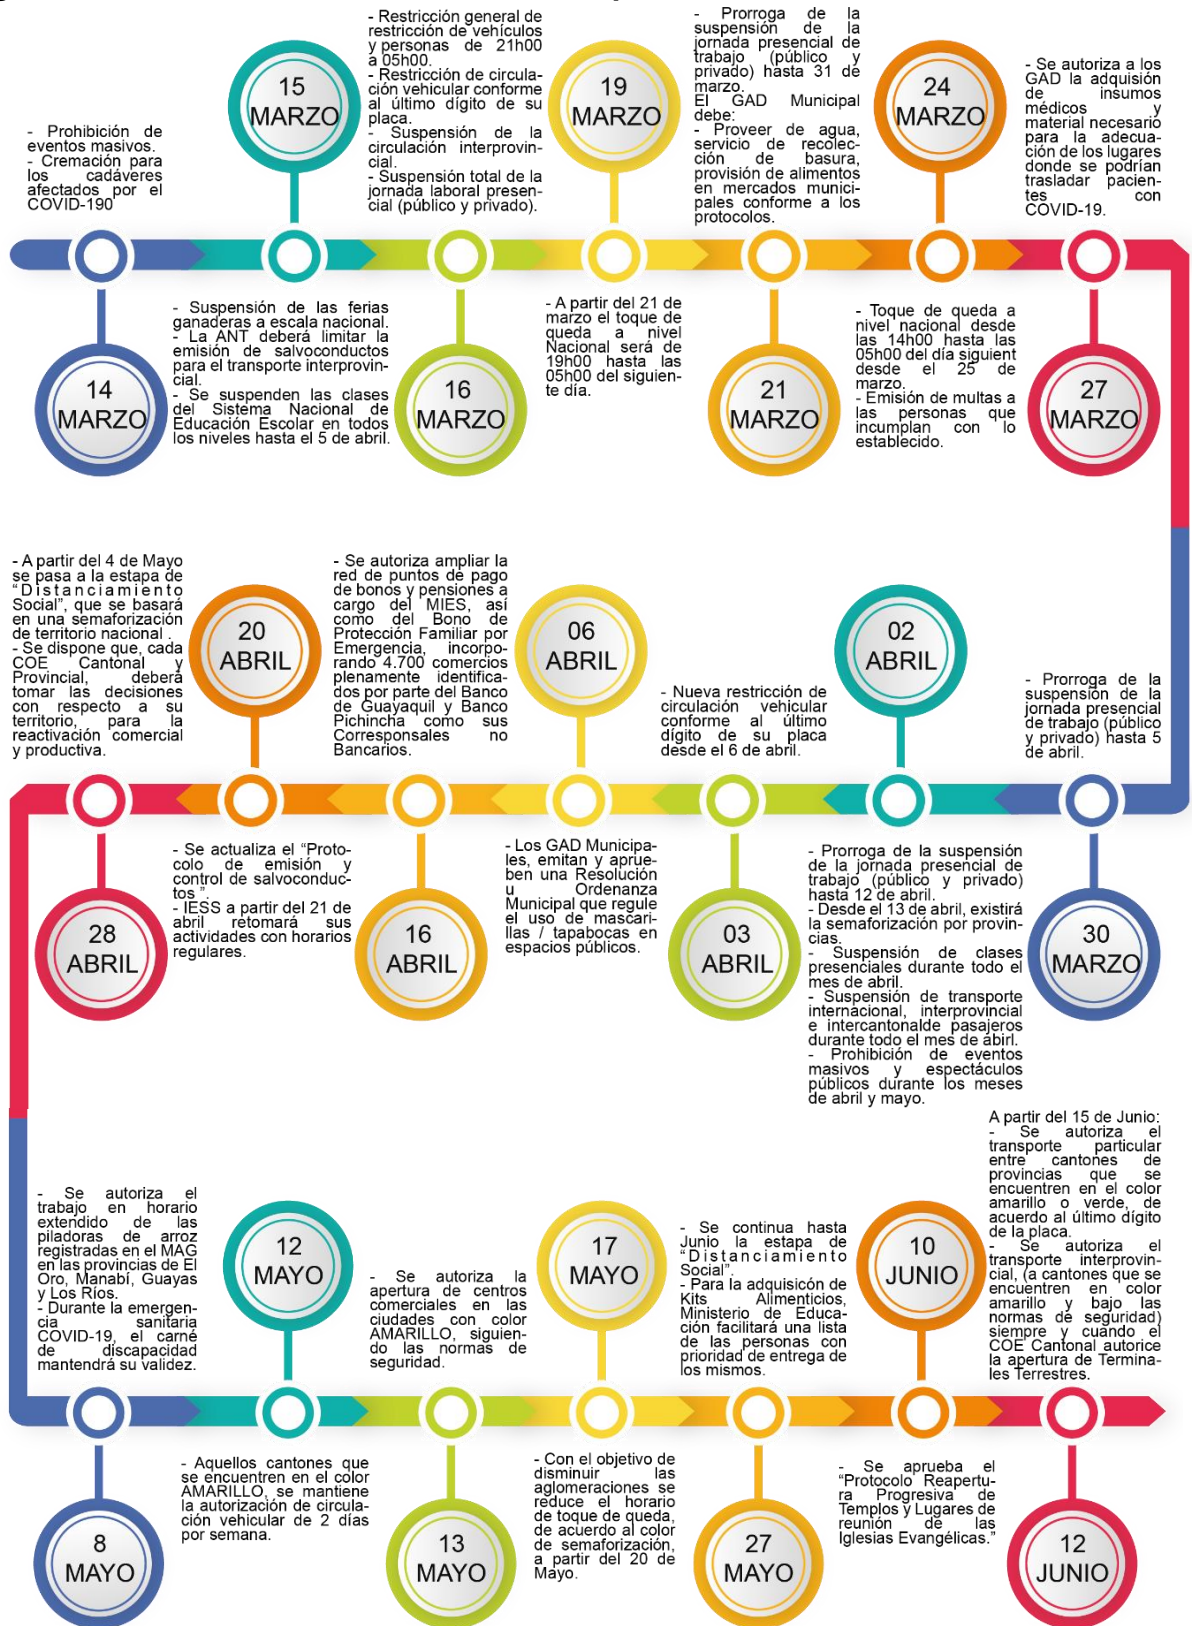 - Prohibición de
eventos masivos.
- Cremación para
los cadáveres
afectados por el
COVID-190
14
MARZO
15
MARZO
- Suspensión de las ferias
ganaderas a escala nacional.
- La ANT deberá limitar la
emisión de salvoconductos
para el transporte interprovin-
cial.
- Se suspenden las clases
del Sistema Nacional de
Educación Escolar en todos
los niveles hasta el 5 de abril.
- Restricción general de
restricción de vehículos
y personas de 21h00
a 05h00.
- Restricción de circula-
ción vehicular conforme
al último dígito de su
placa.
- Suspensión de la
circulación interprovin-
cial.
- Suspensión total de la
jornada laboral presen-
cial (público y privado).
16
MARZO
19
MARZO
- A partir del 21 de
marzo el toque de
queda a nivel
Nacional será de
19h00 hasta las
05h00 del siguien-
te día.
- Prorroga de la
suspensión de la
jornada presencial de
trabajo (público y
privado) hasta 31 de
marzo.
El GAD Municipal
debe:
- Proveer de agua,
servicio de recolec-
ción de basura,
provisión de alimentos
en mercados munici-
pales conforme a los
protocolos.
21
MARZO
24
MARZO
- Toque de queda a
nivel nacional desde
las 14h00 hasta las
05h00 del día siguient
desde el 25 de
marzo.
- Emisión de multas a
las personas que
incumplan con lo
establecido.
- Se autoriza a los
GAD la adquisión
de insumos
médicos y
material necesario
para la adecua-
ción de los lugares
donde se podrían
trasladar pacien-
tes con
COVID-19.
27
MARZO
- Prorroga de la
suspensión de la
jornada presencial
de trabajo (público
y privado) hasta 5
de abril.
30
MARZO
02
ABRIL
- Prorroga de la suspensión
de la jornada presencial de
trabajo (público y privado)
hasta 12 de abril.
- Desde el 13 de abril, existirá
la semaforización por provin-
cias.
- Suspensión de clases
presenciales durante todo el
mes de abril.
- Suspensión de transporte
internacional, interprovincial
e intercantonalde pasajeros
durante todo el mes de abirl.
- Prohibición de eventos
masivos y espectáculos
públicos durante los meses
de abril y mayo.
- Nueva restricción de
circulación vehicular
conforme al último
dígito de su placa
desde el 6 de abril.
03
ABRIL
06
ABRIL
- Los GAD Municipa-
les, emitan y aprue-
ben una Resolución
u Ordenanza
Municipal que regule
el uso de mascari-
llas / tapabocas en
espacios públicos.
- Se autoriza ampliar la
red de puntos de pago
de bonos y pensiones a
cargo del MIES, así
como del Bono de
Protección Familiar por
Emergencia, incorpo-
rando 4.700 comercios
plenamente identifica-
dos por parte del Banco
de Guayaquil y Banco
Pichincha como sus
Corresponsales no
Bancarios.
16
ABRIL
20
ABRIL
- Se actualiza el “Proto-
colo de emisión y
control de salvoconduc-
tos ”.
- IESS a partir del 21 de
abril retomará sus
actividades con horarios
regulares.
- A partir del 4 de Mayo
se pasa a la estapa de
“Distanciamiento
Social”, que se basará
en una semaforización
de territorio nacional .
- Se dispone que, cada
COE Cantonal y
Provincial, deberá
tomar las decisiones
con respecto a su
territorio, para la
reactivación comercial
y productiva.
28
ABRIL
- Se autoriza el
trabajo en horario
extendido de las
piladoras de arroz
registradas en el MAG
en las provincias de El
Oro, Manabí, Guayas
y Los Ríos.
- Durante la emergen-
cia sanitaria
COVID-19, el carné
de discapacidad
mantendrá su validez.
8
MAYO
12
MAYO
- Aquellos cantones que
se encuentren en el color
AMARILLO, se mantiene
la autorización de circula-
ción vehicular de 2 días
por semana.
- Se autoriza la
apertura de centros
comerciales en las
ciudades con color
AMARILLO, siguien-
do las normas de
seguridad.
13
MAYO
17
MAYO
- Con el objetivo de
disminuir las
aglomeraciones se
reduce el horario
de toque de queda,
de acuerdo al color
de semaforización,
a partir del 20 de
Mayo.
- Se continua hasta
Junio la estapa de
“Distanciamiento
Social”.
- Para la adquisición de
Kits Alimenticios,
Ministerio de Educa-
ción facilitará una lista
de las personas con
prioridad de entrega de
los mismos.
27
MAYO
10
JUNIO
- Se aprueba el
“Protocolo Reapertu-
ra Progresiva de
Templos y Lugares de
reunión de las
Iglesias Evangélicas.”
A partir del 15 de Junio:
- Se autoriza el
transporte particular
entre cantones de
provincias que se
encuentren en el color
amarillo o verde, de
acuerdo al último dígito
de la placa.
- Se autoriza el
transporte interprovin-
cial, (a cantones que se
encuentren en color
amarillo y bajo las
normas de seguridad)
siempre y cuándo el
COE Cantonal autorice
la apertura de Termina-
les Terrestres.
12
JUNIO